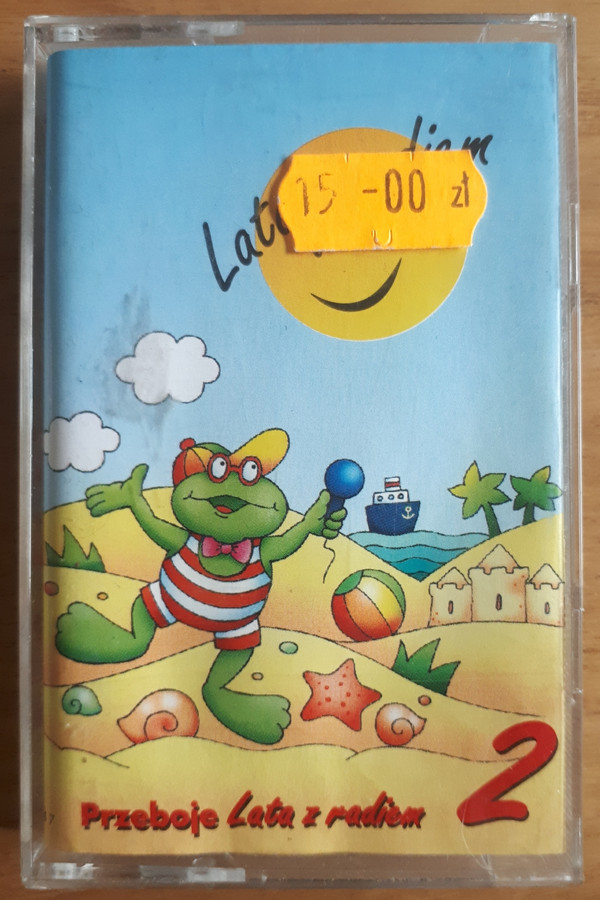 15 -00 zł
Przeboje Lata z radiem 2